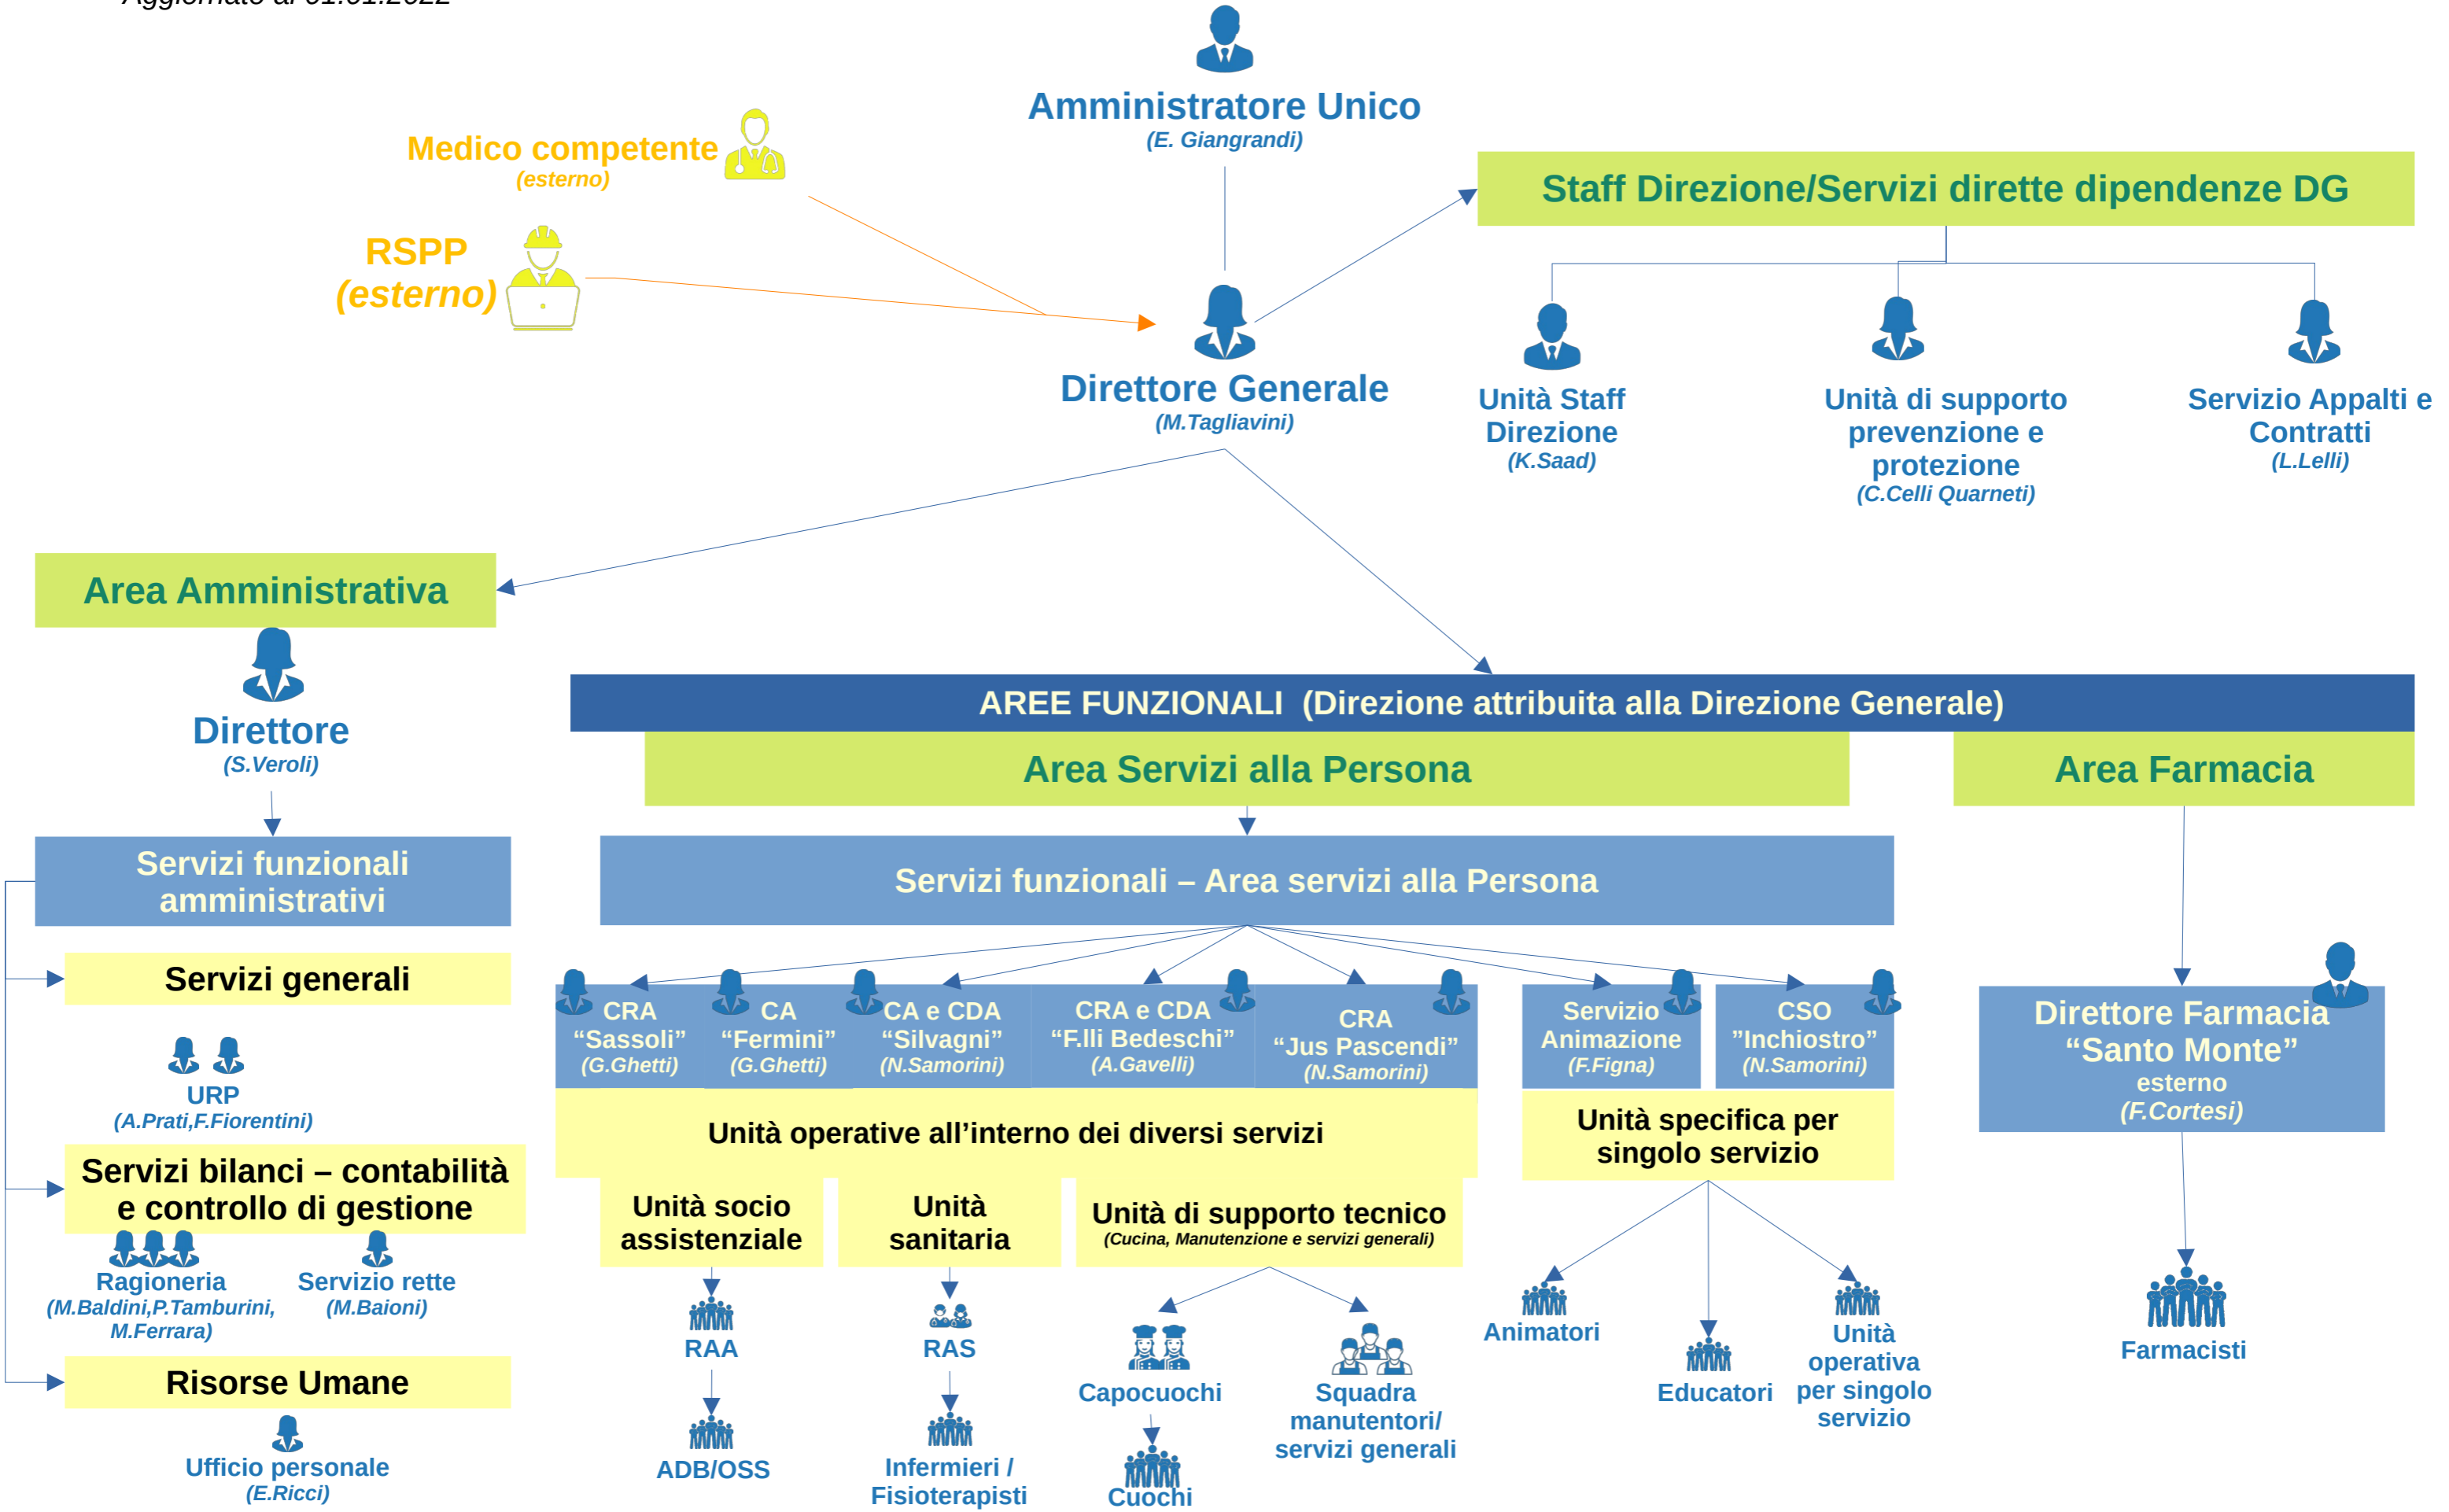 Aggiornato al 01.01.2022
Amministratore Unico
(E. Giangrandi)
Medico competente
(esterno)
RSPP
(esterno)
Staff Direzione/Servizi dirette dipendenze DG
Direttore Generale
(M.Tagliavini)
Unità Staff
Direzione
(K.Saad)
Unità di supporto
prevenzione e
protezione
(C.Celli Quarneti)
Servizio Appalti e
Contratti
(L.Lelli)
Area Amministrativa
Direttore
(S.Veroli)
AREE FUNZIONALI (Direzione attribuita alla Direzione Generale)
Area Servizi alla Persona
Area Farmacia
Servizi funzionali
amministrativi
Servizi funzionali – Area servizi alla Persona
Servizi generali
URP
(A.Prati,F.Fiorentini)
Servizi bilanci – contabilità
e controllo di gestione
Ragioneria
(M.Baldini,P.Tamburini,
M.Ferrara)
Servizio rette
(M.Baioni)
Risorse Umane
Ufficio personale
(E.Ricci)
CRA
“Sassoli”
(G.Ghetti)
CA
“Fermini”
(G.Ghetti)
CA e CDA
“Silvagni”
(N.Samorini)
CRA e CDA
“F.lli Bedeschi”
(A.Gavelli)
CRA
“Jus Pascendi”
(N.Samorini)
Servizio
Animazione
(F.Figna)
CSO
”Inchiostro”
(N.Samorini)
Direttore Farmacia
“Santo Monte”
esterno
(F.Cortesi)
Unità operative all’interno dei diversi servizi
Unità specifica per
singolo servizio
Unità socio
assistenziale
Unità
sanitaria
Unità di supporto tecnico
(Cucina, Manutenzione e servizi generali)
RAA
ADB/OSS
RAS
Infermieri /
Fisioterapisti
Capocuochi
Cuochi
Squadra
manutentori/
servizi generali
Animatori
Educatori
Unità
operativa
per singolo
servizio
Farmacisti